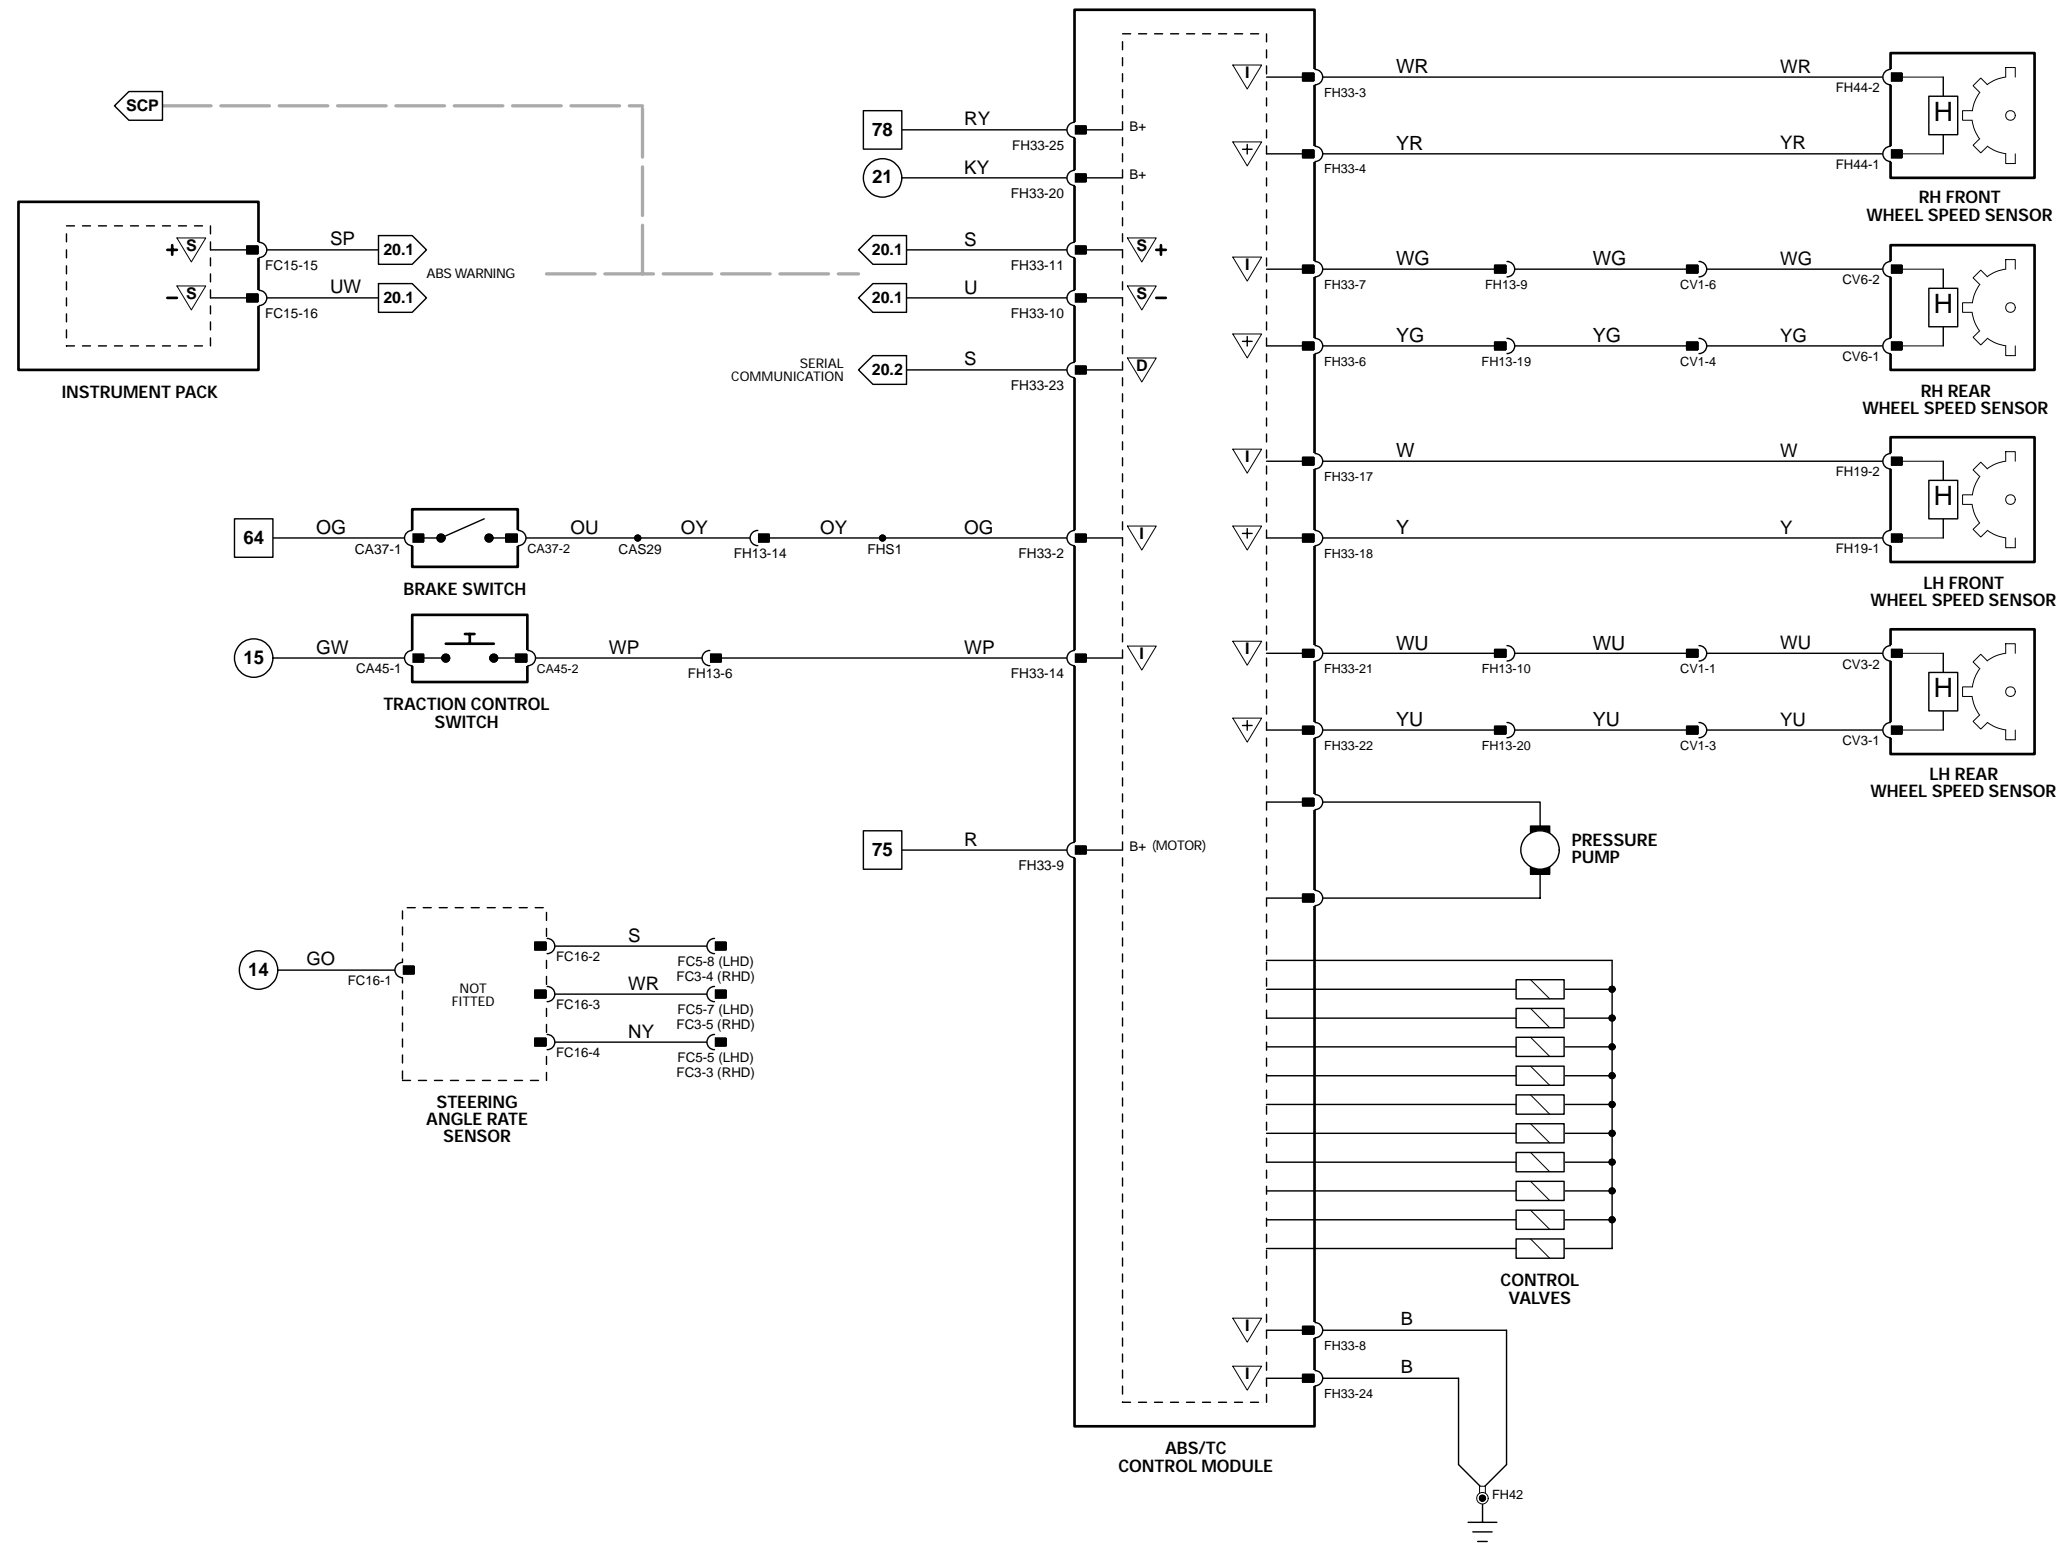 SCP
+ S
FC15-15
SP
20.1
- S
FC15-16
UW
20.1
ABS WARNING
INSTRUMENT PACK
78
RY
FH33-25
B+
21
KY
FH33-20
B+
20.1
S
FH33-11
S +
20.1
U
FH33-10
S -
SERIAL
COMMUNICATION
20.2
S
FH33-23
D
64
OG
CA37-1
CA37-2
OU
CAS29
OY
FH13-14
OY
FHS1
OG
FH33-2
I
BRAKE SWITCH
15
GW
CA45-1
CA45-2
WP
FH13-6
WP
FH33-14
I
TRACTION CONTROL
SWITCH
75
R
FH33-9
B+ (MOTOR)
14
GO
FC16-1
NOT
FITTED
FC16-2
S
FC5-8 (LHD)
FC3-4 (RHD)
FC16-3
WR
FC5-7 (LHD)
FC3-5 (RHD)
FC16-4
NY
FC5-5 (LHD)
FC3-3 (RHD)
STEERING
ANGLE RATE
SENSOR
I
FH33-3
WR
WR
FH44-2
+
FH33-4
YR
YR
FH44-1
H
RH FRONT
WHEEL SPEED SENSOR
I
FH33-7
WG
FH13-9
WG
CV1-6
WG
CV6-2
+
FH33-6
YG
FH13-19
YG
CV1-4
YG
CV6-1
H
RH REAR
WHEEL SPEED SENSOR
I
FH33-17
W
W
FH19-2
+
FH33-18
Y
Y
FH19-1
H
LH FRONT
WHEEL SPEED SENSOR
I
FH33-21
WU
FH13-10
WU
CV1-1
WU
CV3-2
+
FH33-22
YU
FH13-20
YU
CV1-3
YU
CV3-1
H
LH REAR
WHEEL SPEED SENSOR
PRESSURE
PUMP
CONTROL
VALVES
I
FH33-8
B
I
FH33-24
B
FH42
ABS/TC
CONTROL MODULE